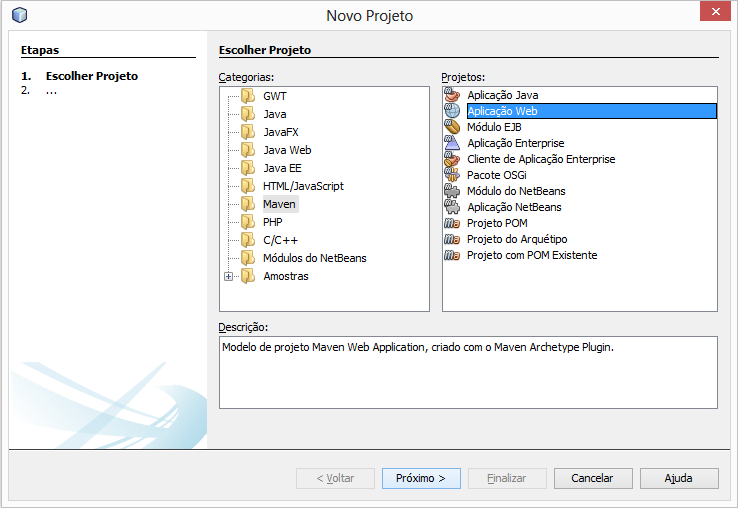 Novo Projeto
Etapas
1. Escolher Projeto
2. ...
Escolher Projeto
Categorias:
GWT
Java
JavaFX
Java Web
Java EE
HTML/JavaScript
Maven
PHP
C/C++
Módulos do NetBeans
Amostras
Projetos:
Aplicação Java
Aplicação Web
Módulo EJB
Aplicação Enterprise
Cliente de Aplicação Enterprise
Pacote OSGi
Módulo do NetBeans
Aplicação NetBeans
Projeto POM
Projeto do Arquétipo
Projeto com POM Existente
Descrição:
Modelo de projeto Maven Web Application, criado com o Maven Archetype Plugin.
< Voltar
Próximo >
Finalizar
Cancelar
Ajuda